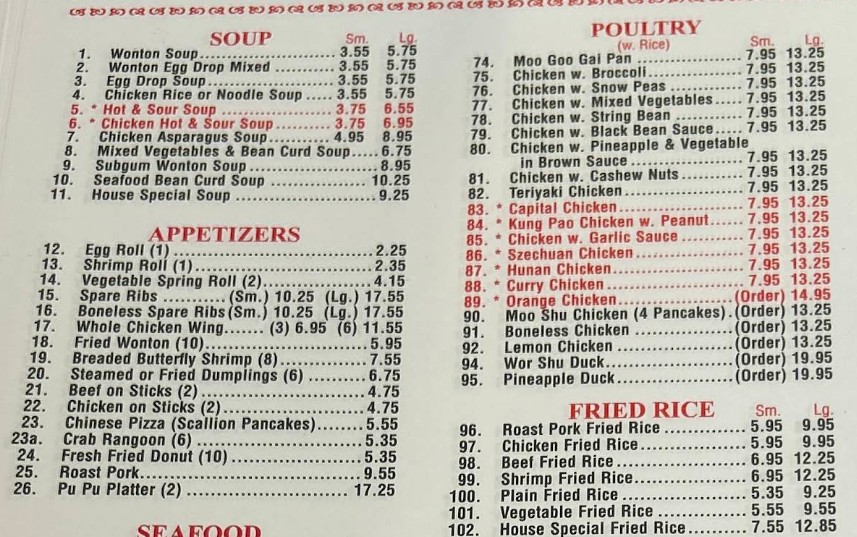 SOUP
Sm. Lg.
1. Wonton Soup 3.55 5.75
2. Wonton Egg Drop Mixed 3.55 5.75
3. Egg Drop Soup 3.55 5.75
4. Chicken Rice or Noodle Soup 3.55 5.75
5. * Hot & Sour Soup 3.75 6.55
6. * Chicken Hot & Sour Soup 3.75 6.95
7. Chicken Asparagus Soup 4.95 8.95
8. Mixed Vegetables & Bean Curd Soup 6.75
9. Subgum Wonton Soup 8.95
10. Seafood Bean Curd Soup 10.25
11. House Special Soup 9.25
APPETIZERS
12. Egg Roll (1) 2.25
13. Shrimp Roll (1) 2.35
14. Vegetable Spring Roll (2) 4.15
15. Spare Ribs (Sm.) 10.25 (Lg.) 17.55
16. Boneless Spare Ribs (Sm.) 10.25 (Lg.) 17.55
17. Whole Chicken Wing (3) 6.95 (6) 11.55
18. Fried Wonton (10) 5.95
19. Breaded Butterfly Shrimp (8) 7.55
20. Steamed or Fried Dumplings (6) 6.75
21. Beef on Sticks (2) 4.75
22. Chicken on Sticks (2) 4.75
23. Chinese Pizza (Scallion Pancakes) 5.55
23a. Crab Rangoon (6) 5.35
24. Fresh Fried Donut (10) 5.35
25. Roast Pork 9.55
26. Pu Pu Platter (2) 17.25
SEAFOOD
POULTRY
(w. Rice) Sm. Lg.
74. Moo Goo Gai Pan 7.95 13.25
75. Chicken w. Broccoli 7.95 13.25
76. Chicken w. Snow Peas 7.95 13.25
77. Chicken w. Mixed Vegetables 7.95 13.25
78. Chicken w. String Bean 7.95 13.25
79. Chicken w. Black Bean Sauce 7.95 13.25
80. Chicken w. Pineapple & Vegetable
in Brown Sauce 7.95 13.25
81. Chicken w. Cashew Nuts 7.95 13.25
82. Teriyaki Chicken 7.95 13.25
83. * Capital Chicken 7.95 13.25
84. * Kung Pao Chicken w. Peanut 7.95 13.25
85. * Chicken w. Garlic Sauce 7.95 13.25
86. * Szechuan Chicken 7.95 13.25
87. * Hunan Chicken 7.95 13.25
88. * Curry Chicken 7.95 13.25
89. * Orange Chicken (Order) 14.95
90. Moo Shu Chicken (4 Pancakes) (Order) 13.25
91. Boneless Chicken (Order) 13.25
92. Lemon Chicken (Order) 13.25
94. Wor Shu Duck (Order) 19.95
95. Pineapple Duck (Order) 19.95
FRIED RICE
Sm. Lg.
96. Roast Pork Fried Rice 5.95 9.95
97. Chicken Fried Rice 5.95 9.95
98. Beef Fried Rice 6.95 12.25
99. Shrimp Fried Rice 6.95 12.25
100. Plain Fried Rice 5.35 9.25
101. Vegetable Fried Rice 5.55 9.55
102. House Special Fried Rice 7.55 12.85